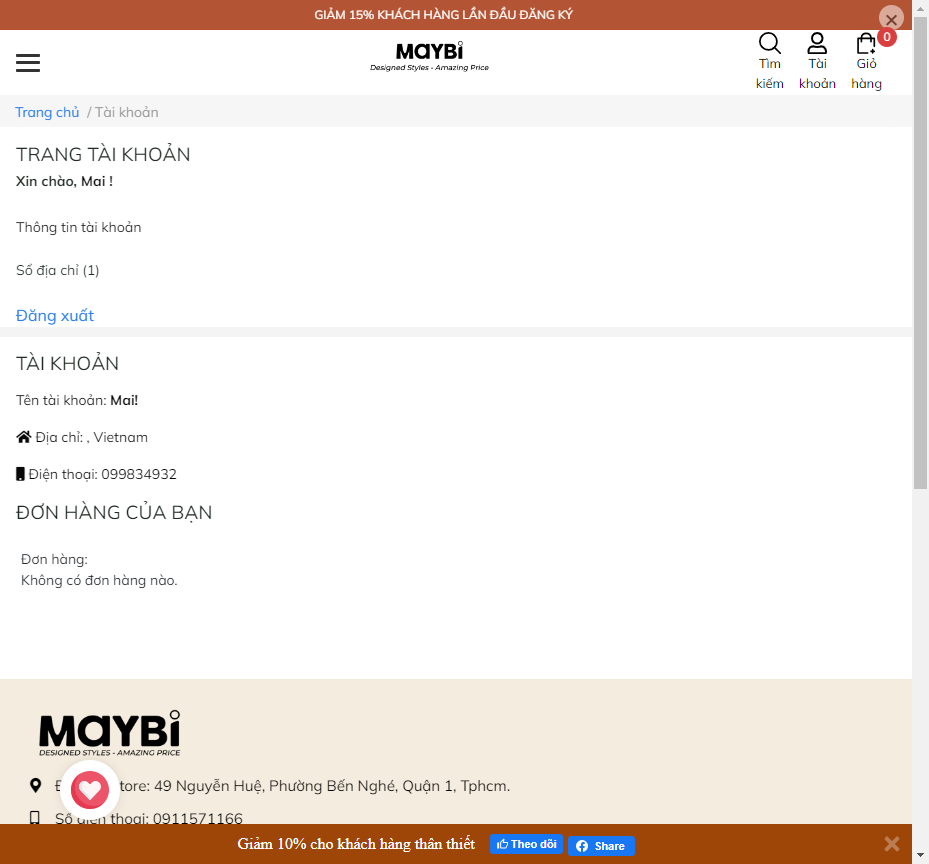 GIẢM 15% KHÁCH HÀNG LẦN ĐẦU ĐĂNG KÝ
MAYBI
Designed Styles - Amazing Price
Tìm kiếm
Tài khoản
Giỏ hàng
0
Trang chủ / Tài khoản
TRANG TÀI KHOẢN
Xin chào, Mai !
Thông tin tài khoản
Sổ địa chỉ (1)
Đăng xuất
TÀI KHOẢN
Tên tài khoản: Mai!
Địa chỉ: , Vietnam
Điện thoại: 099834932
ĐƠN HÀNG CỦA BẠN
Đơn hàng:
Không có đơn hàng nào.
MAYBI
DESIGNED STYLES - AMAZING PRICE
tore: 49 Nguyễn Huệ, Phường Bến Nghé, Quận 1, Tphcm.
Số điện thoại: 0911571166
Giảm 10% cho khách hàng thân thiết
Theo dõi
Share